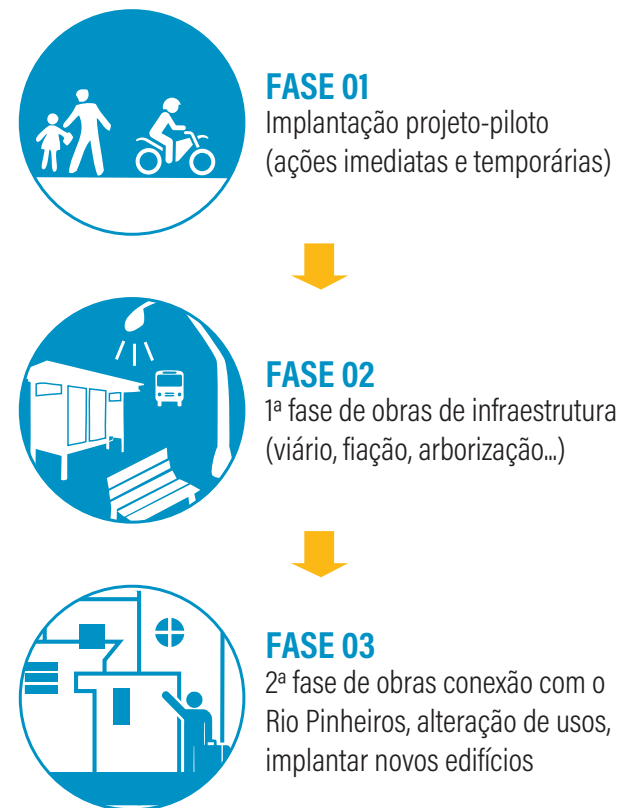 FASE 01
Implantação projeto-piloto
(ações imediatas e temporárias)
FASE 02
1ª fase de obras de infraestrutura
(viário, fiação, arborização...)
FASE 03
2ª fase de obras conexão com o
Rio Pinheiros, alteração de usos,
implantar novos edifícios